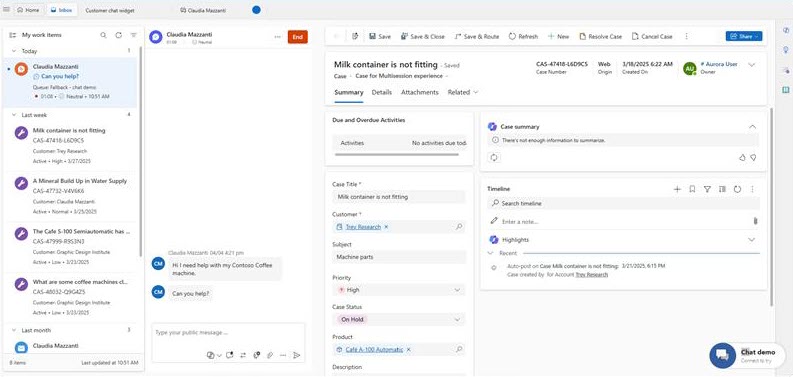 Home
Inbox
Customer chat widget
Claudia Mazzanti
My work items
Today
1
Claudia Mazzanti
Can you help?
Queue: Fallback - chat demo
01:08 • Neutral • 10:51 AM
Last week
4
Milk container is not fitting
CAS-47418-L6D9C5
Customer: Trey Research
Active • High • 3/27/2025
A Mineral Build Up in Water Supply
CAS-47732-V4V6K6
Customer: Claudia Mazzanti
Active • Normal • 3/25/2025
The Cafe S-100 Semiautomatic has ...
CAS-47999-R9S3N3
Customer: Graphic Design Institute
Active • Low • 3/23/2025
What are some coffee machines cl...
CAS-48032-Q9G4Z5
Customer: Graphic Design Institute
Active • Low • 3/23/2025
Last month
3
Claudia Mazzanti
8 items
Last updated at 10:51 AM
Claudia Mazzanti
01:08
Neutral
End
Claudia Mazzanti 04/04 4:21 pm
CM
Hi I need help with my Contoso Coffee
machine.
CM
Can you help?
Type your public message ...
Save
Save & Close
Save & Route
Refresh
New
Resolve Case
Cancel Case
Share
Milk container is not fitting - Saved
Case
Case for Multisession experience
CAS-47418-L6D9C5
Case Number
Web
Origin
3/18/2025 6:22 AM
Created On
AU
# Aurora User
Owner
Summary
Details
Attachments
Related
Due and Overdue Activities
Activities
No activities due tod
Case Title *
Milk container is not fitting
Customer *
Trey Research
Subject
Machine parts
Priority
High
Case Status
On Hold
Product
Café A-100 Automatic
Description
Case summary
There's not enough information to summarize.
Timeline
Search timeline
Enter a note...
Highlights
Recent
Auto-post on Case Milk container is not fitting: 3/21/2025, 6:15 PM
Case created by for Account Trey Research
Chat demo
Connect to try